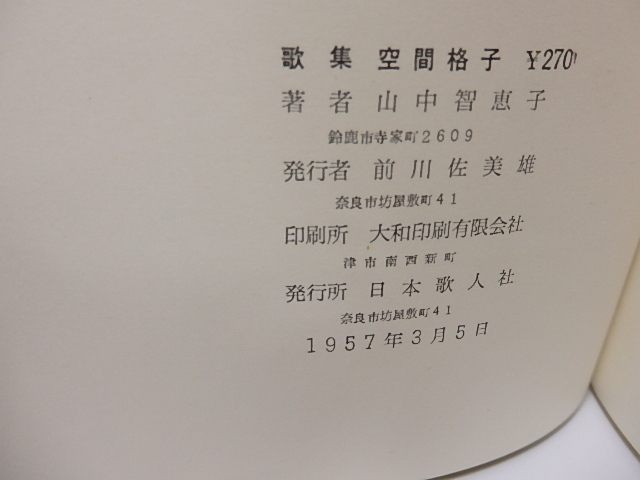 歌集 空間格子 ¥270
著者 山中智恵子
鈴鹿市寺家町2609
発行者 前川佐美雄
奈良市坊屋敷町41
印刷所 大和印刷有限会社
津市南西新町
発行所 日本歌人社
奈良市坊屋敷町41
1957年3月5日